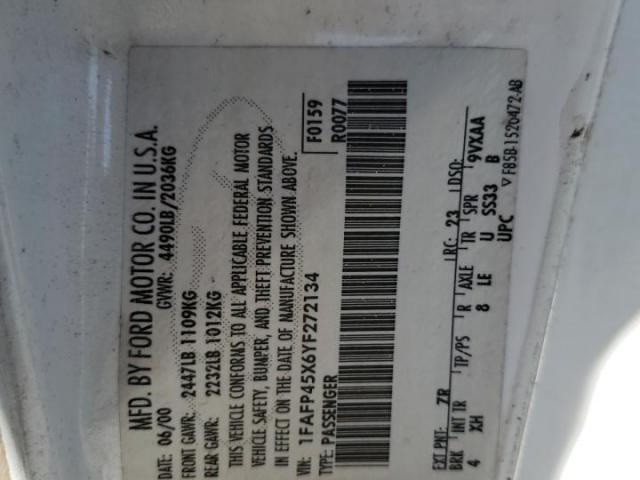 MFD. BY FORD MOTOR CO. IN U.S.A.
DATE: 06/00 GVWR: 4490LB/2036KG
FRONT GAWR: 2447LB 1109KG
REAR GAWR: 2232LB 1012KG
THIS VEHICLE CONFORMS TO ALL APPLICABLE FEDERAL MOTOR
VEHICLE SAFETY, BUMPER, AND THEFT PREVENTION STANDARDS
IN EFFECT ON THE DATE OF MANUFACTURE SHOWN ABOVE.
VIN: 1FAFP45X6YF272134 F0159
TYPE: PASSENGER R0077
EXT PNT: ZR RC: 23 DSO:
BRK INT TR TP/PS R AXLE TR SPR 9VXAA
4 XH 8 LE U SS33 B
UPC ▽F85B-1520472-AB